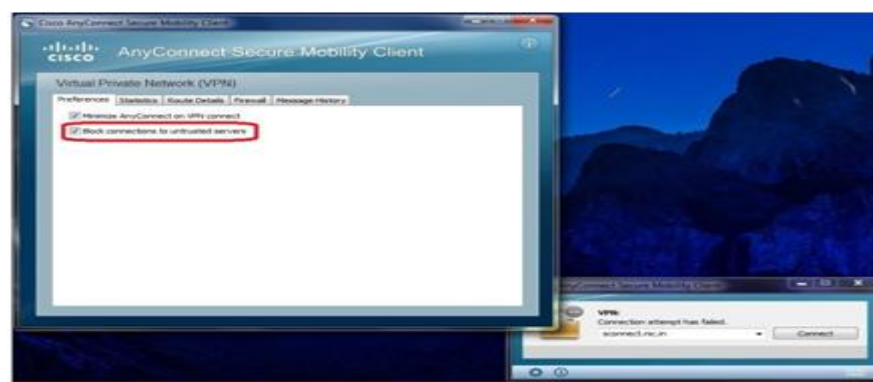 Cisco AnyConnect Secure Mobility Client
CISCO
AnyConnect Secure Mobility Client
Virtual Private Network (VPN)
Preferences Statistics Route Details Firewall Message History
Minimize AnyConnect on VPN connect
Block connections to untrusted servers
AnyConnect Secure Mobility Client
VPN:
Connection attempt has failed.
sconnect.nic.in
Connect